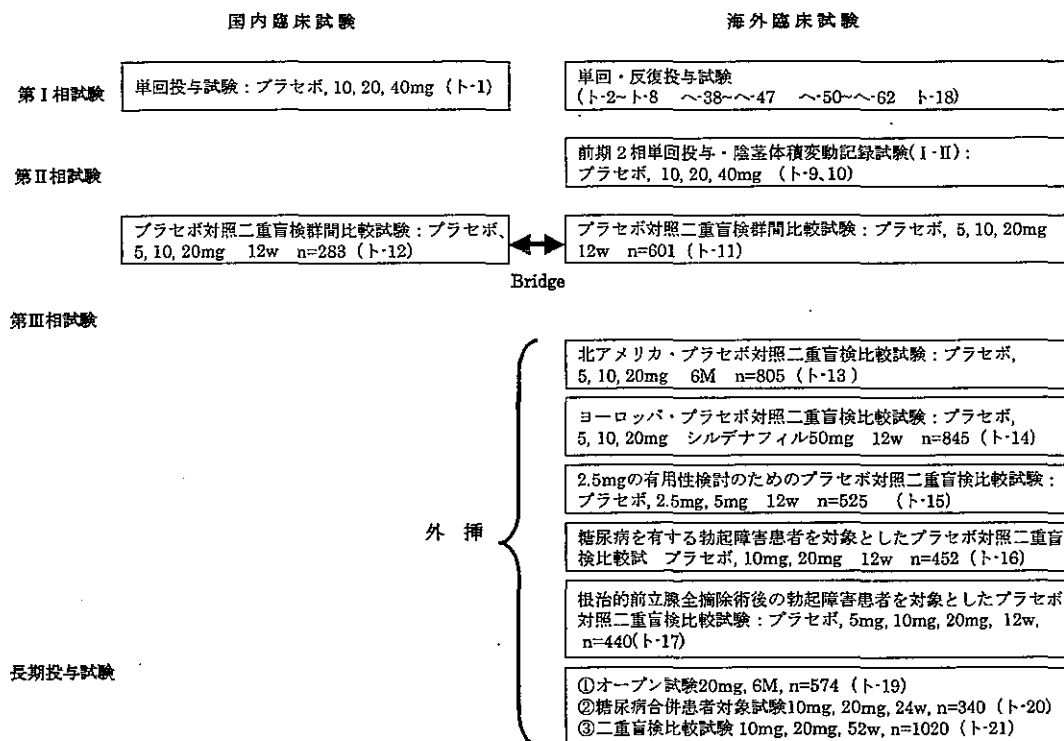 国内臨床試験
海外臨床試験
第Ⅰ相試験
単回投与試験：プラセボ, 10, 20, 40mg（ト-1）
単回・反復投与試験
（ト-2～ト-8　ヘ-38～ヘ-47　ヘ-50～ヘ-62　ト-18）
第Ⅱ相試験
前期2相単回投与・陰茎体積変動記録試験(Ⅰ-Ⅱ)：
プラセボ, 10, 20, 40mg （ト-9、10）
プラセボ対照二重盲検群間比較試験：プラセボ、
5, 10, 20mg　12w　n=283（ト-12）
Bridge
プラセボ対照二重盲検群間比較試験：プラセボ, 5, 10, 20mg
12w　n=601（ト-11）
第Ⅲ相試験
外挿
北アメリカ・プラセボ対照二重盲検比較試験：プラセボ,
5, 10, 20mg　6M　n=805（ト-13）
ヨーロッパ・プラセボ対照二重盲検比較試験：プラセボ,
5, 10, 20mg　シルデナフィル50mg　12w　n=845（ト-14）
2.5mgの有用性検討のためのプラセボ対照二重盲検比較試験：
プラセボ, 2.5mg, 5mg　12w　n=525　（ト-15）
糖尿病を有する勃起障害患者を対象としたプラセボ対照二重盲
検比較試　プラセボ, 10mg, 20mg　12w　n=452（ト-16）
根治的前立腺全摘除術後の勃起障害患者を対象としたプラセボ
対照二重盲検比較試験：プラセボ, 5mg, 10mg, 20mg, 12w,
n=440(ト-17)
長期投与試験
①オープン試験20mg, 6M, n=574（ト-19）
②糖尿病合併患者対象試験10mg, 20mg, 24w, n=340（ト-20）
③二重盲検比較試験 10mg, 20mg, 52w, n=1020（ト-21）